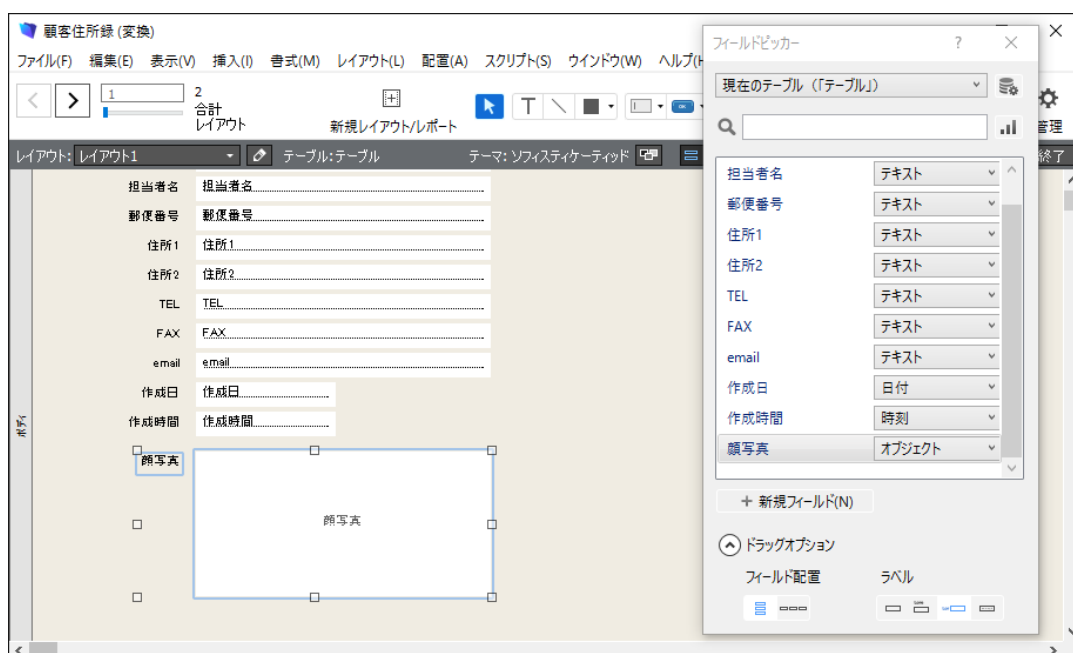 顧客住所録 (変換)
ファイル(F) 編集(E) 表示(V) 挿入(I) 書式(M) レイアウト(L) 配置(A) スクリプト(S) ウインドウ(W) ヘルプ(H
1
2
合計
レイアウト
新規レイアウト/レポート
T
管理
レイアウト: レイアウト1 テーブル:テーブル テーマ: ソフィスティケーティッド 終了
担当者名 担当者名
郵便番号 郵便番号
住所1 住所1
住所2 住所2
TEL TEL
FAX FAX
email email
作成日 作成日
作成時間 作成時間
顔写真
顔写真
ボディ
フィールドピッカー ?
現在のテーブル (「テーブル」)
担当者名 テキスト
郵便番号 テキスト
住所1 テキスト
住所2 テキスト
TEL テキスト
FAX テキスト
email テキスト
作成日 日付
作成時間 時刻
顔写真 オブジェクト
+ 新規フィールド(N)
ドラッグオプション
フィールド配置 ラベル